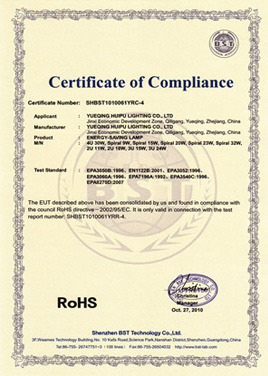 BST
Certificate of Compliance
Certificate Number: SHBST1010061YRC-4
Applicant : YUEQING HUIPU LIGHTING CO., LTD
Jinxi Economic Development Zone, Qiligang, Yueqing, Zhejiang, China
Manufacturer : YUEQING HUIPU LIGHTING CO., LTD
Jinxi Economic Development Zone, Qiligang, Yueqing, Zhejiang, China
Product : ENERGY-SAVING LAMP
M/N : 4U 30W, Spiral 9W, Spiral 15W, Spiral 20W, Spiral 23W, Spiral 32W,
2U 11W, 2U 18W, 3U 15W, 3U 24W
Test Standard : EPA3050B:1996, EN1122B:2001, EPA3052:1996,
EPA3060A:1996, EPA7196A:1992, EPA3540C:1996,
EPA8270D:2007
The EUT described above has been consolidated by us and found in compliance with
the council RoHS directive---2002/95/EC. It is only valid in connection with the test
report number: SHBST1010061YRR-4.
RoHS
Christina
Manager
Oct. 27, 2010
Shenzhen BST Technology Co.,Ltd.